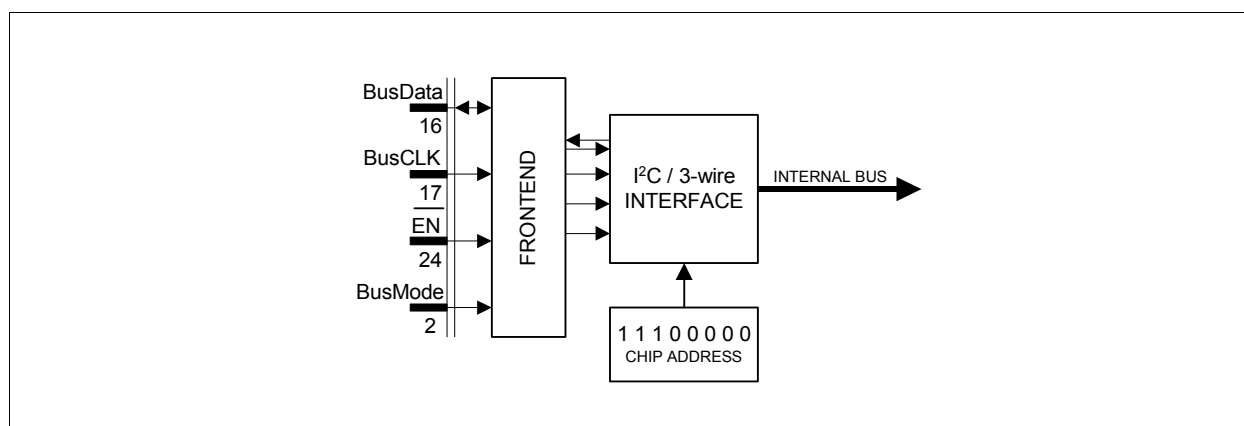 BusData
16
BusCLK
17
EN
24
BusMode
2
FRONTEND
I²C / 3-wire
INTERFACE
INTERNAL BUS
1 1 1 0 0 0 0 0
CHIP ADDRESS